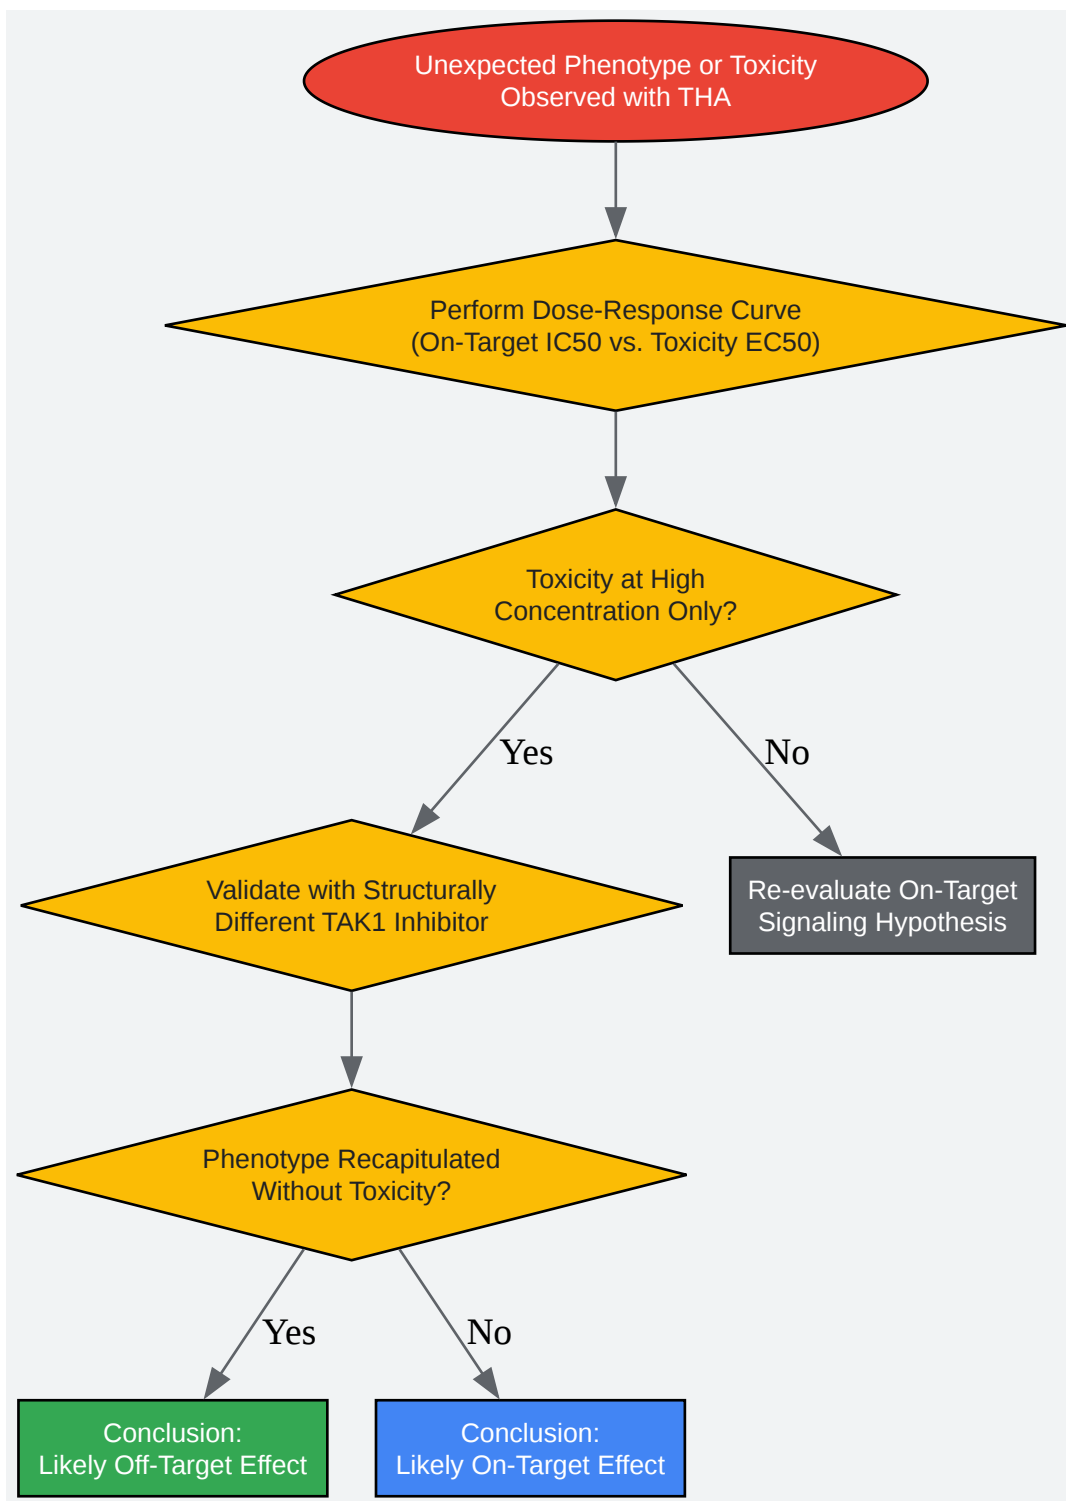 Unexpected Phenotype or Toxicity
Observed with THA
Perform Dose-Response Curve
(On-Target IC50 vs. Toxicity EC50)
Toxicity at High
Concentration Only?
Yes
No
Validate with Structurally
Different TAK1 Inhibitor
Re-evaluate On-Target
Signaling Hypothesis
Phenotype Recapitulated
Without Toxicity?
Yes
No
Conclusion:
Likely Off-Target Effect
Conclusion:
Likely On-Target Effect